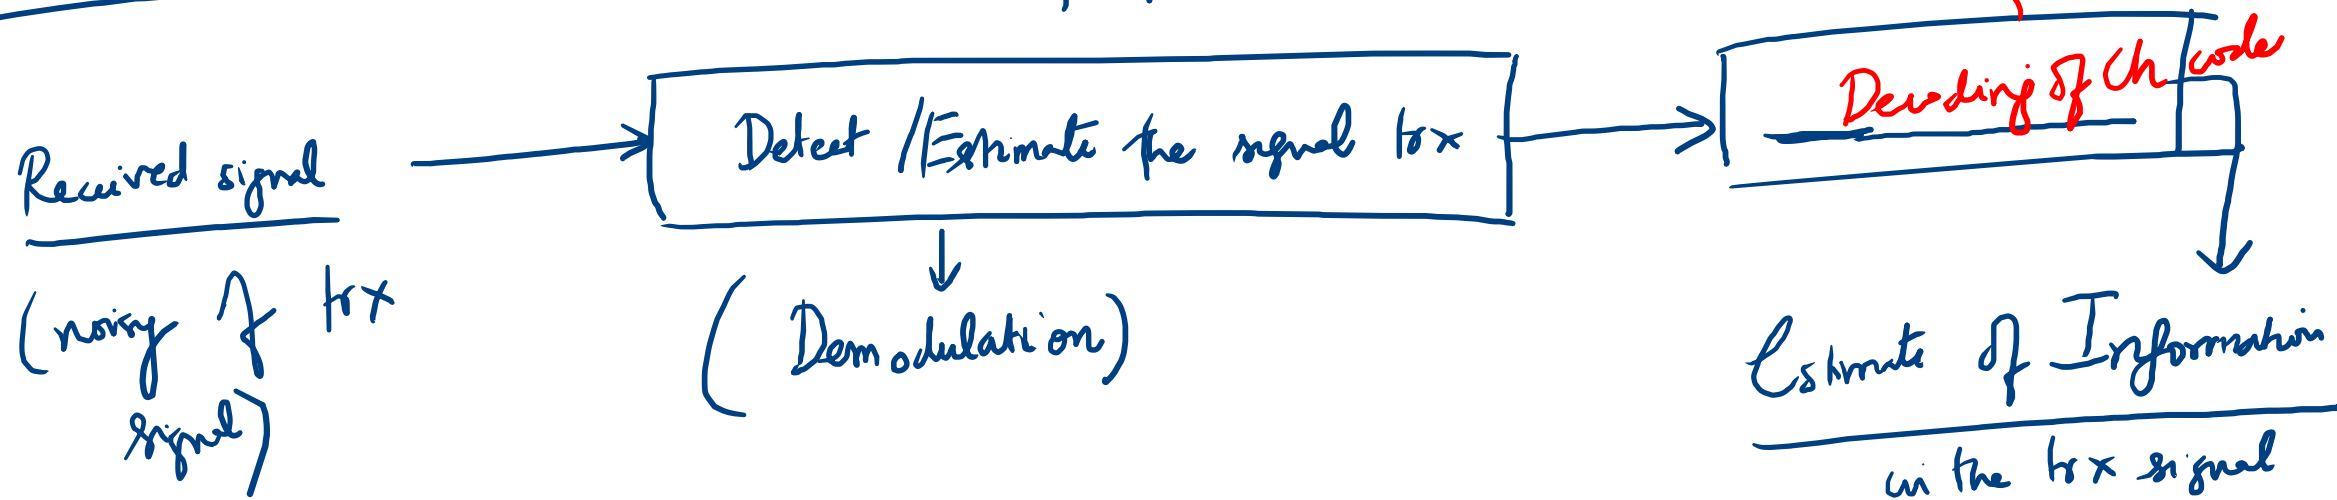 Received signal
(noisy of trx
signal)
Detect /Estimate the signal trx
(Demodulation)
Decoding of Ch code
Estimate of Information
in the trx signal